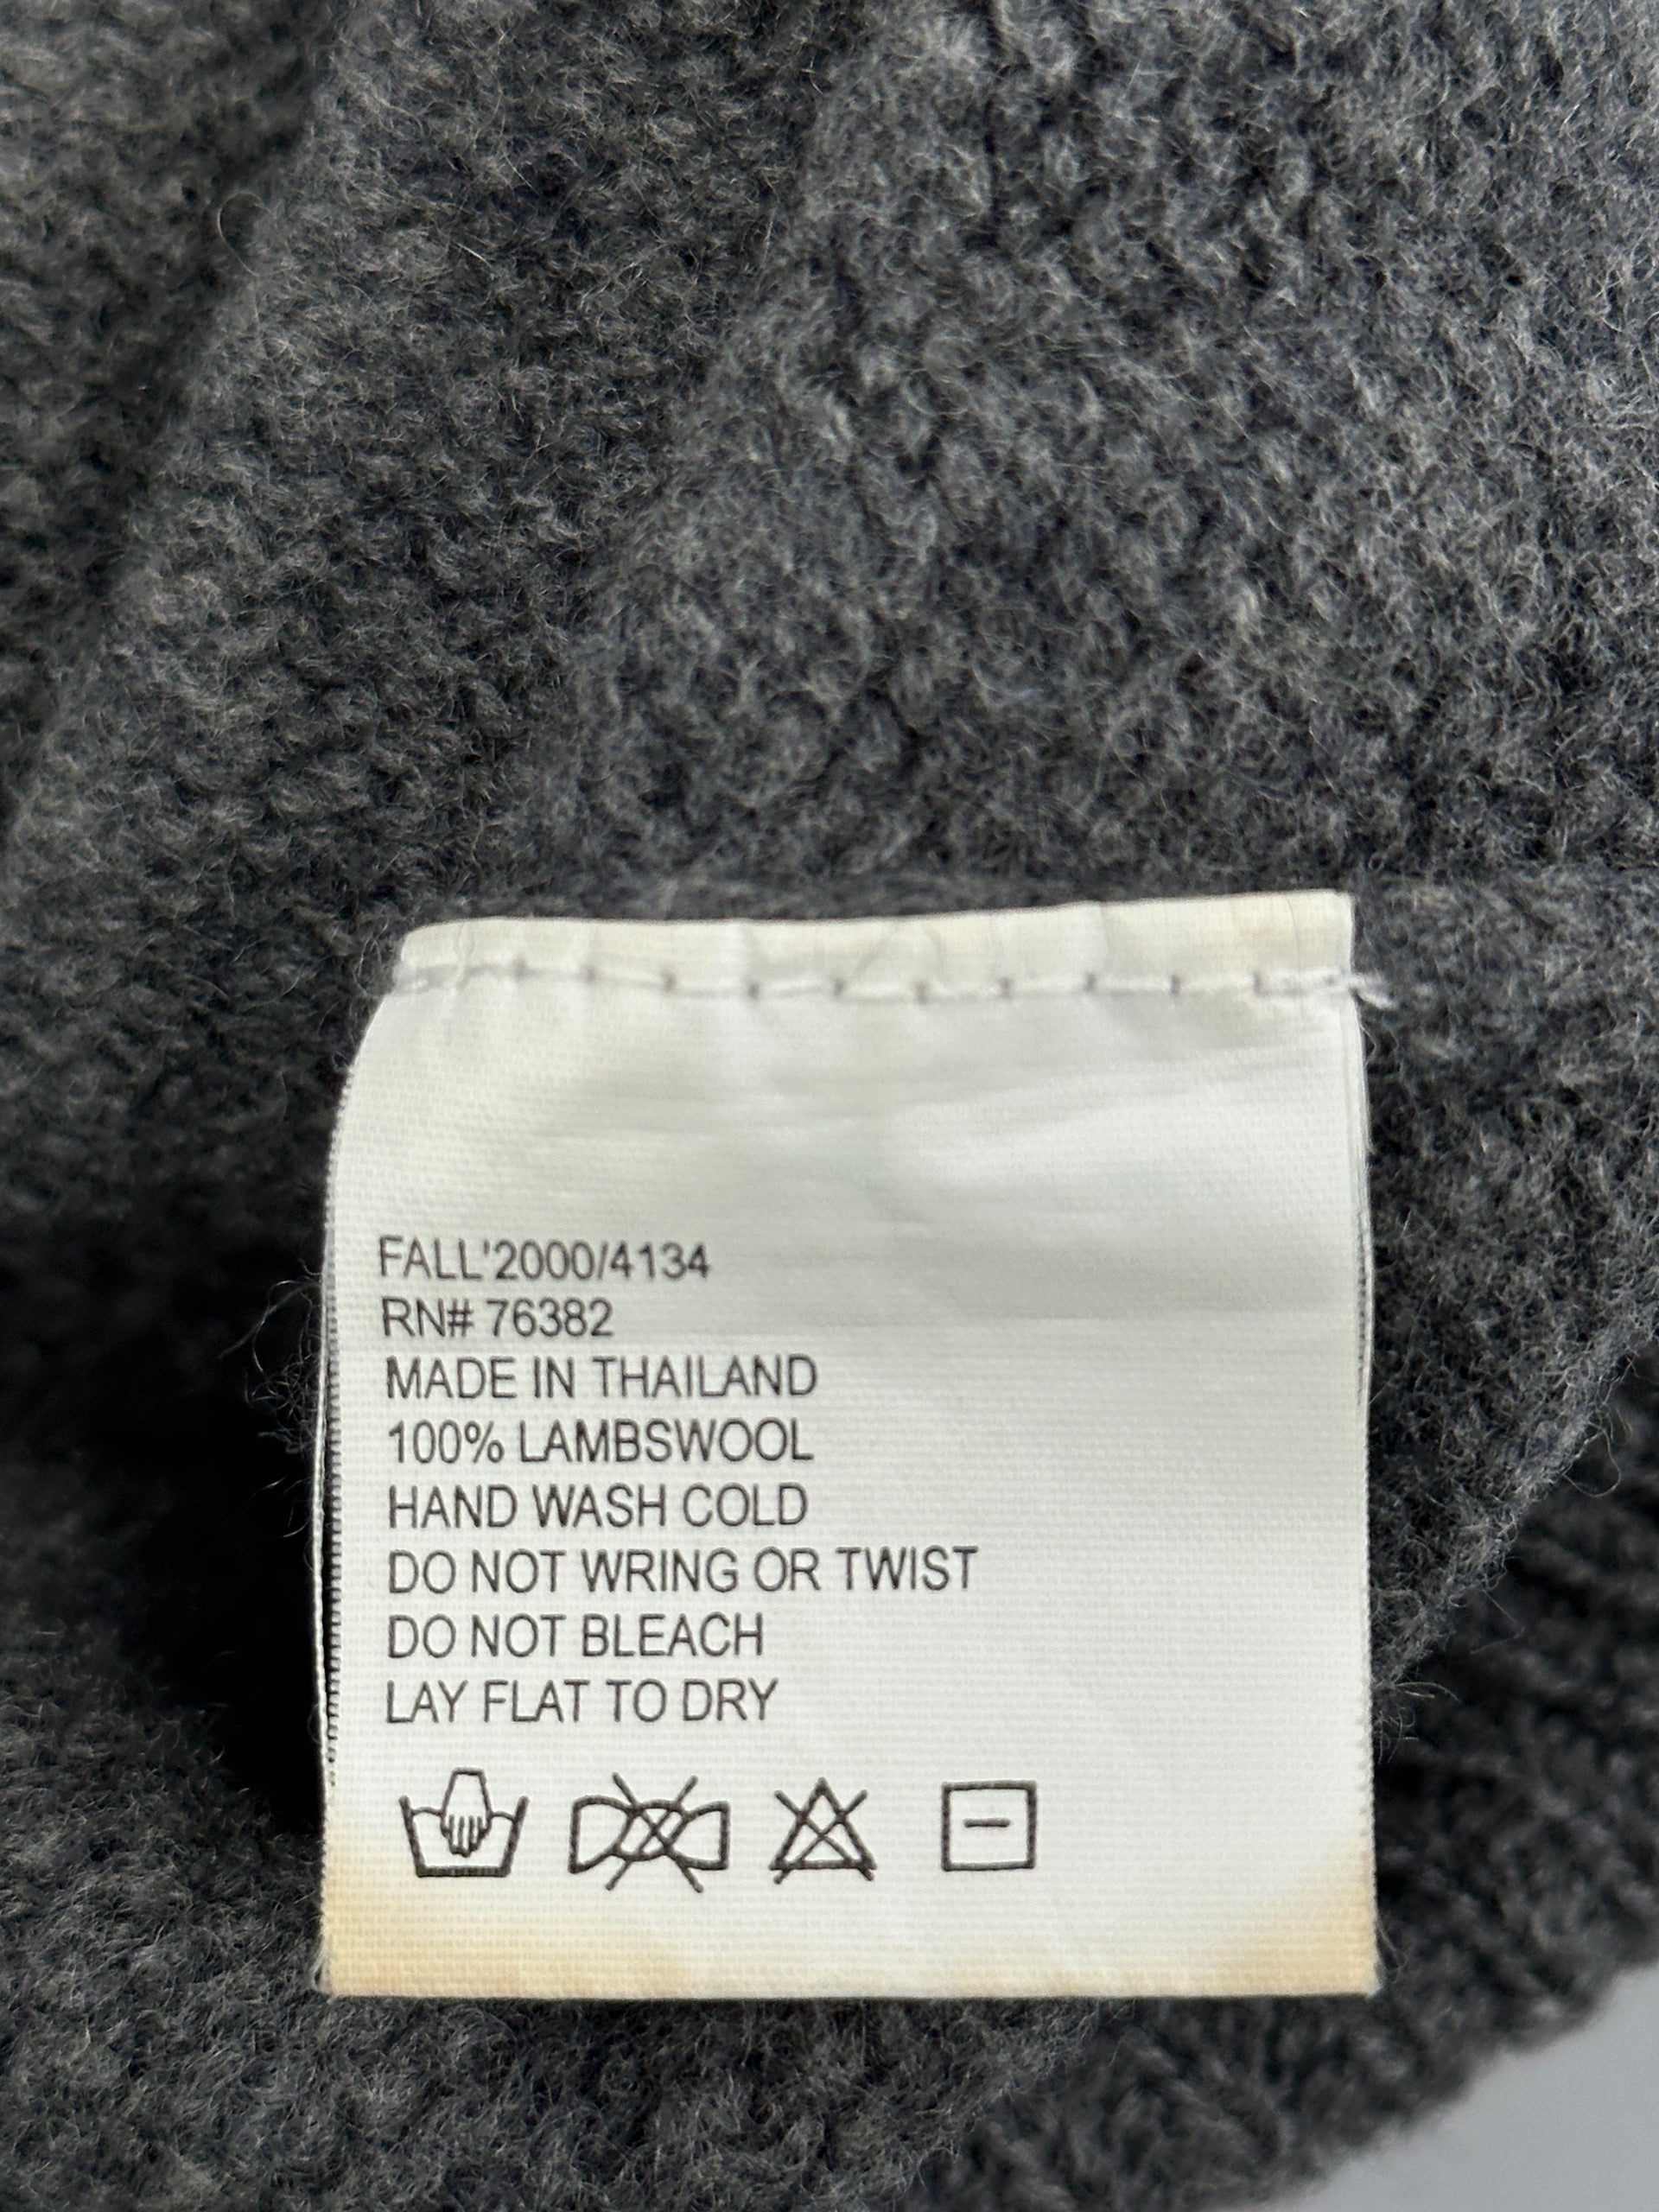 FALL'2000/4134
RN# 76382
MADE IN THAILAND
100% LAMBSWOOL
HAND WASH COLD
DO NOT WRING OR TWIST
DO NOT BLEACH
LAY FLAT TO DRY